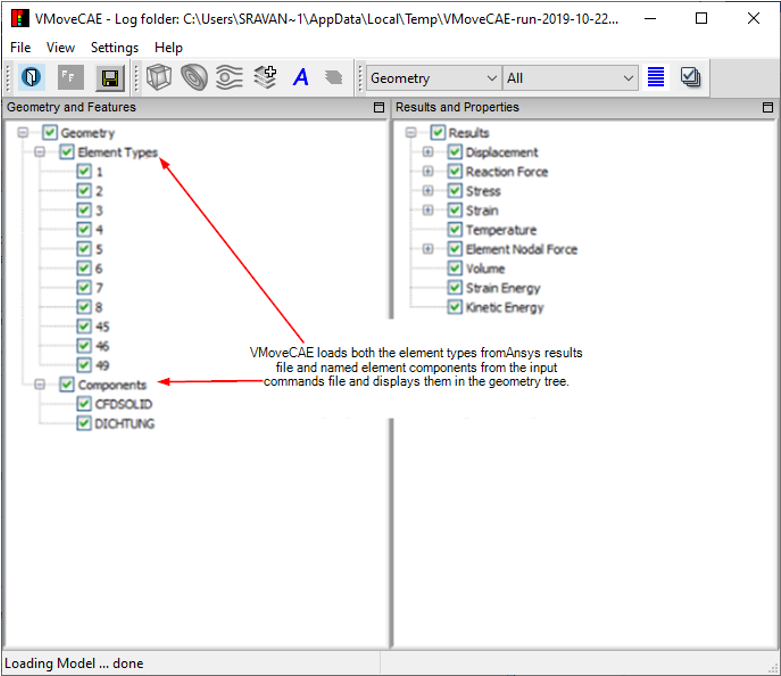 VMoveCAE - Log folder: C:\Users\SRAVAN~1\AppData\Local\Temp\VMoveCAE-run-2019-10-22...
File View Settings Help
FF A Geometry All
Geometry and Features
Geometry
Element Types
1
2
3
4
5
6
7
8
45
46
49
Components
CFDSOLID
DICHTUNG
Results and Properties
Results
Displacement
Reaction Force
Stress
Strain
Temperature
Element Nodal Force
Volume
Strain Energy
Kinetic Energy
VMoveCAE loads both the element types fromAnsys results
file and named element components from the input
commands file and displays them in the geometry tree.
Loading Model ... done